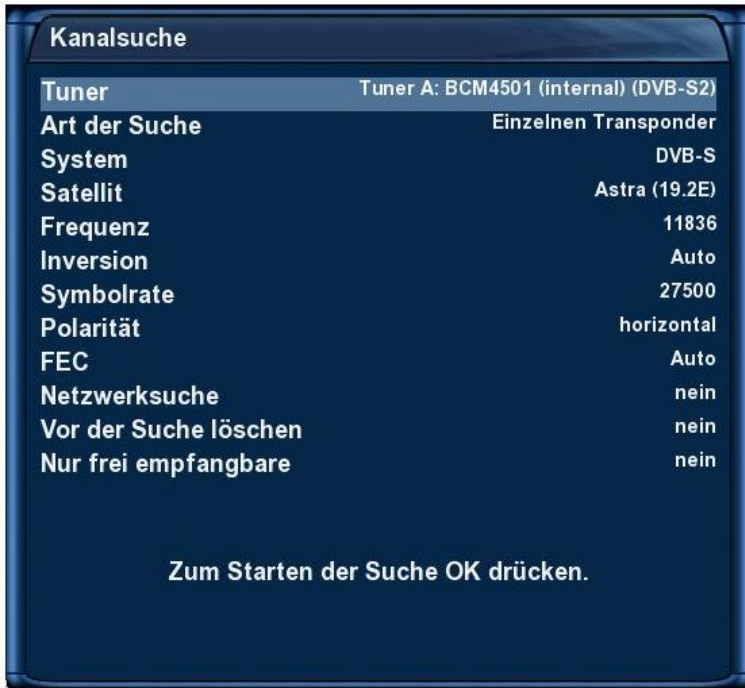 Kanalsuche
Tuner Tuner A: BCM4501 (internal) (DVB-S2)
Art der Suche Einzelnen Transponder
System DVB-S
Satellit Astra (19.2E)
Frequenz 11836
Inversion Auto
Symbolrate 27500
Polarität horizontal
FEC Auto
Netzwerksuche nein
Vor der Suche löschen nein
Nur frei empfangbare nein
Zum Starten der Suche OK drücken.